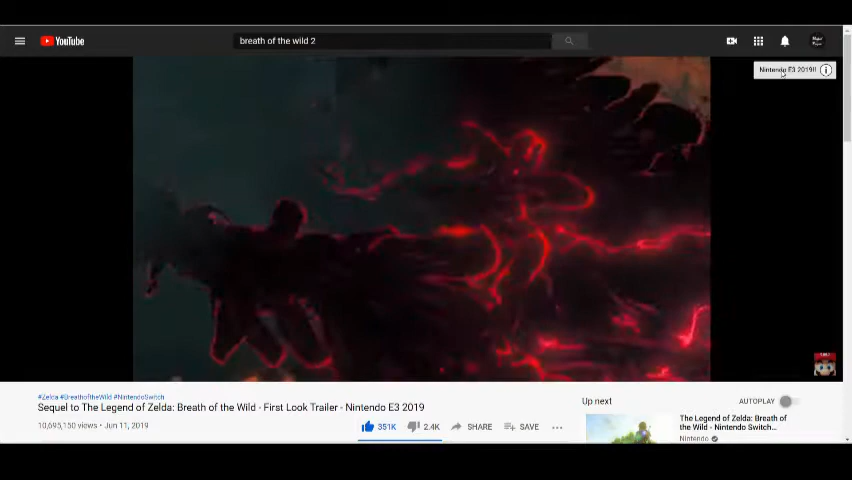 YouTube
breath of the wild 2
Nintendo E3 2019!!
#Zelda #BreathoftheWild #NintendoSwitch
Sequel to The Legend of Zelda: Breath of the Wild - First Look Trailer - Nintendo E3 2019
10,695,150 views • Jun 11, 2019
351K
2.4K
SHARE
SAVE
Up next
AUTOPLAY
The Legend of Zelda: Breath of
the Wild - Nintendo Switch...
Nintendo